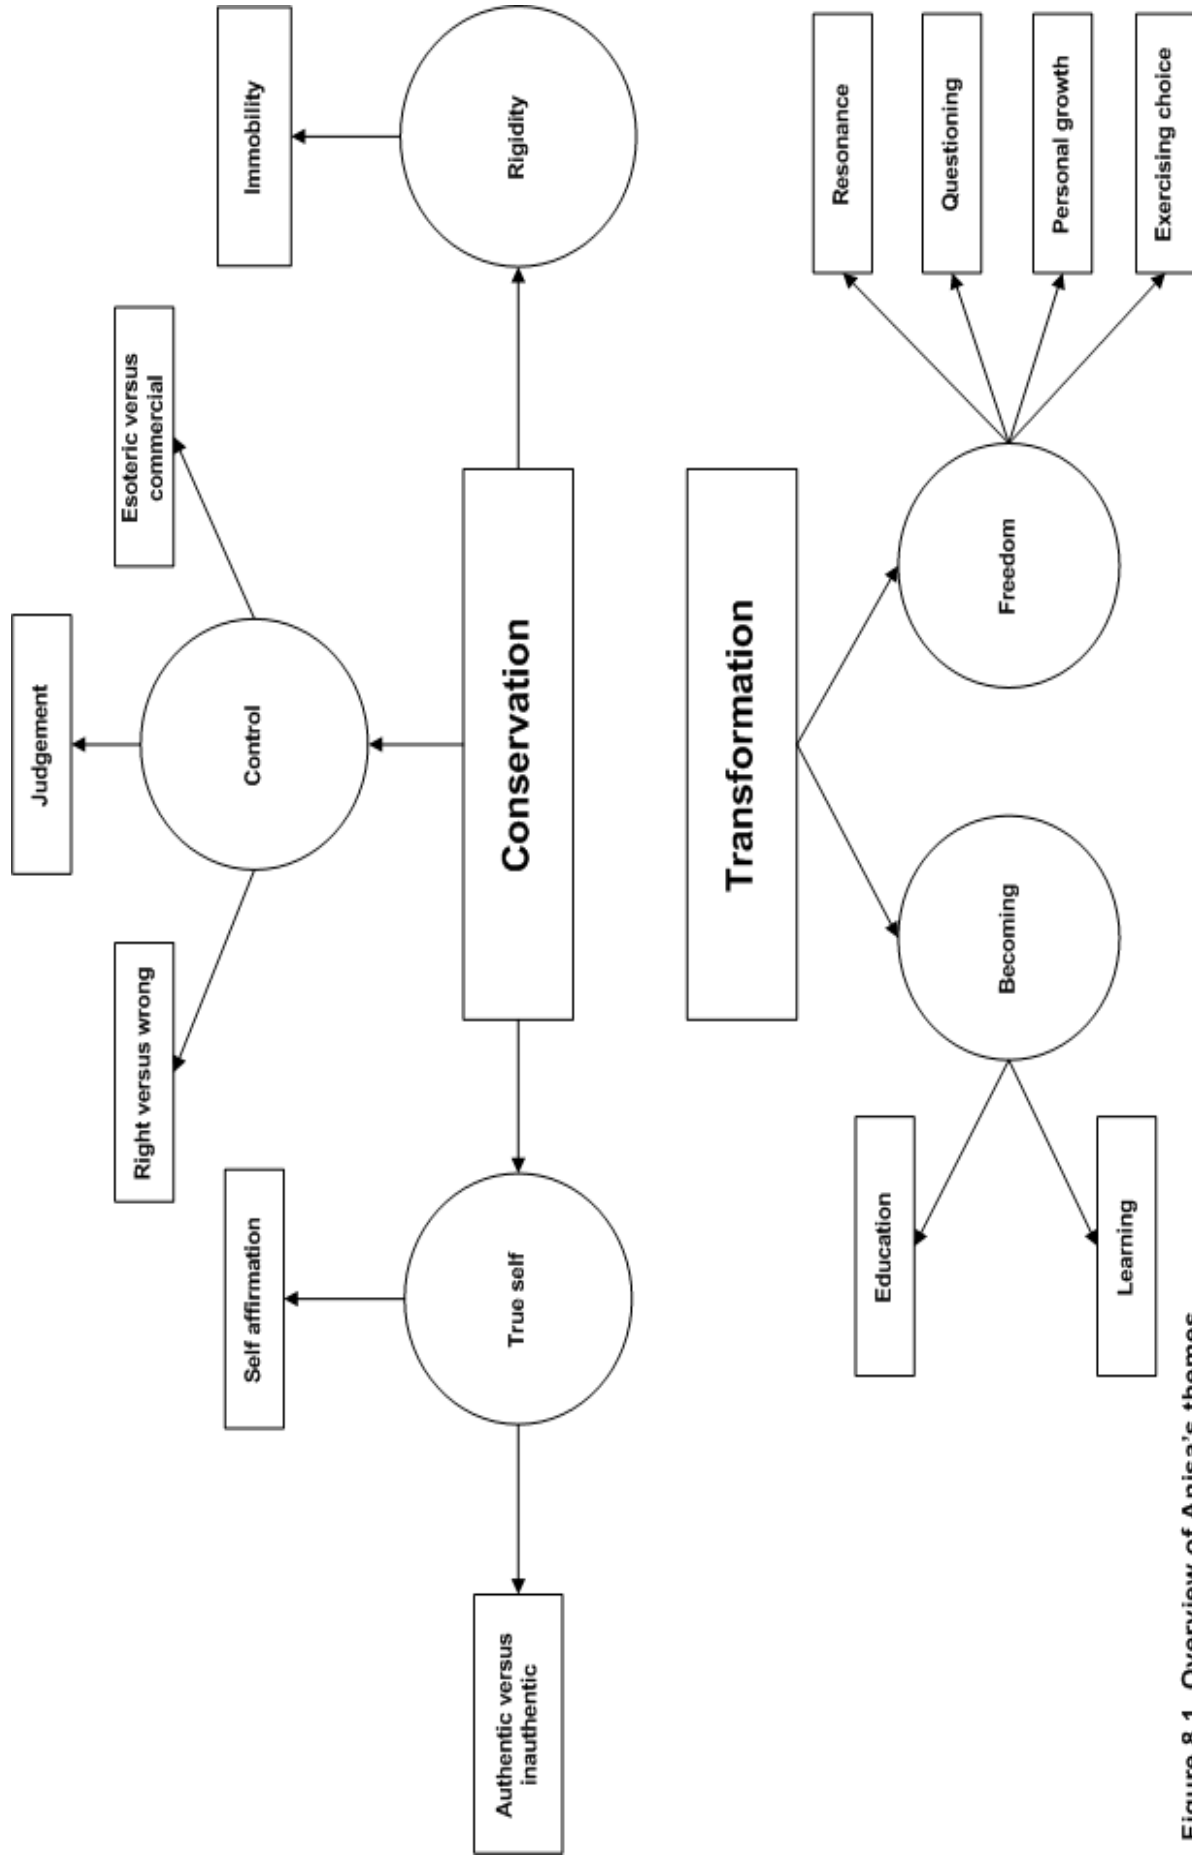 Judgement
Right versus wrong
Esoteric versus
commercial
Self affirmation
Control
Immobility
Authentic versus
inauthentic
True self
Conservation
Rigidity
Transformation
Education
Resonance
Questioning
Becoming
Freedom
Personal growth
Learning
Exercising choice
Figure 8.1. Overview of Anisa's themes